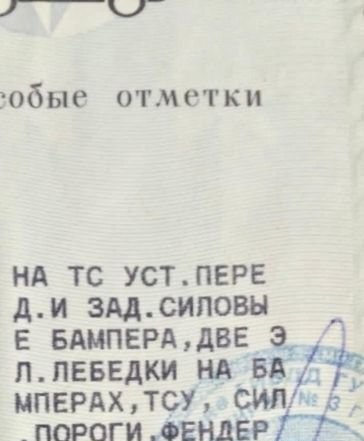 собые отметки
НА ТС УСТ.ПЕРЕ
Д.И ЗАД.СИЛОВЫ
Е БАМПЕРА,ДВЕ Э
Л.ЛЕБЕДКИ НА БА
МПЕРАХ,ТСУ, СИЛ
.ПОРОГИ,ФЕНДЕР